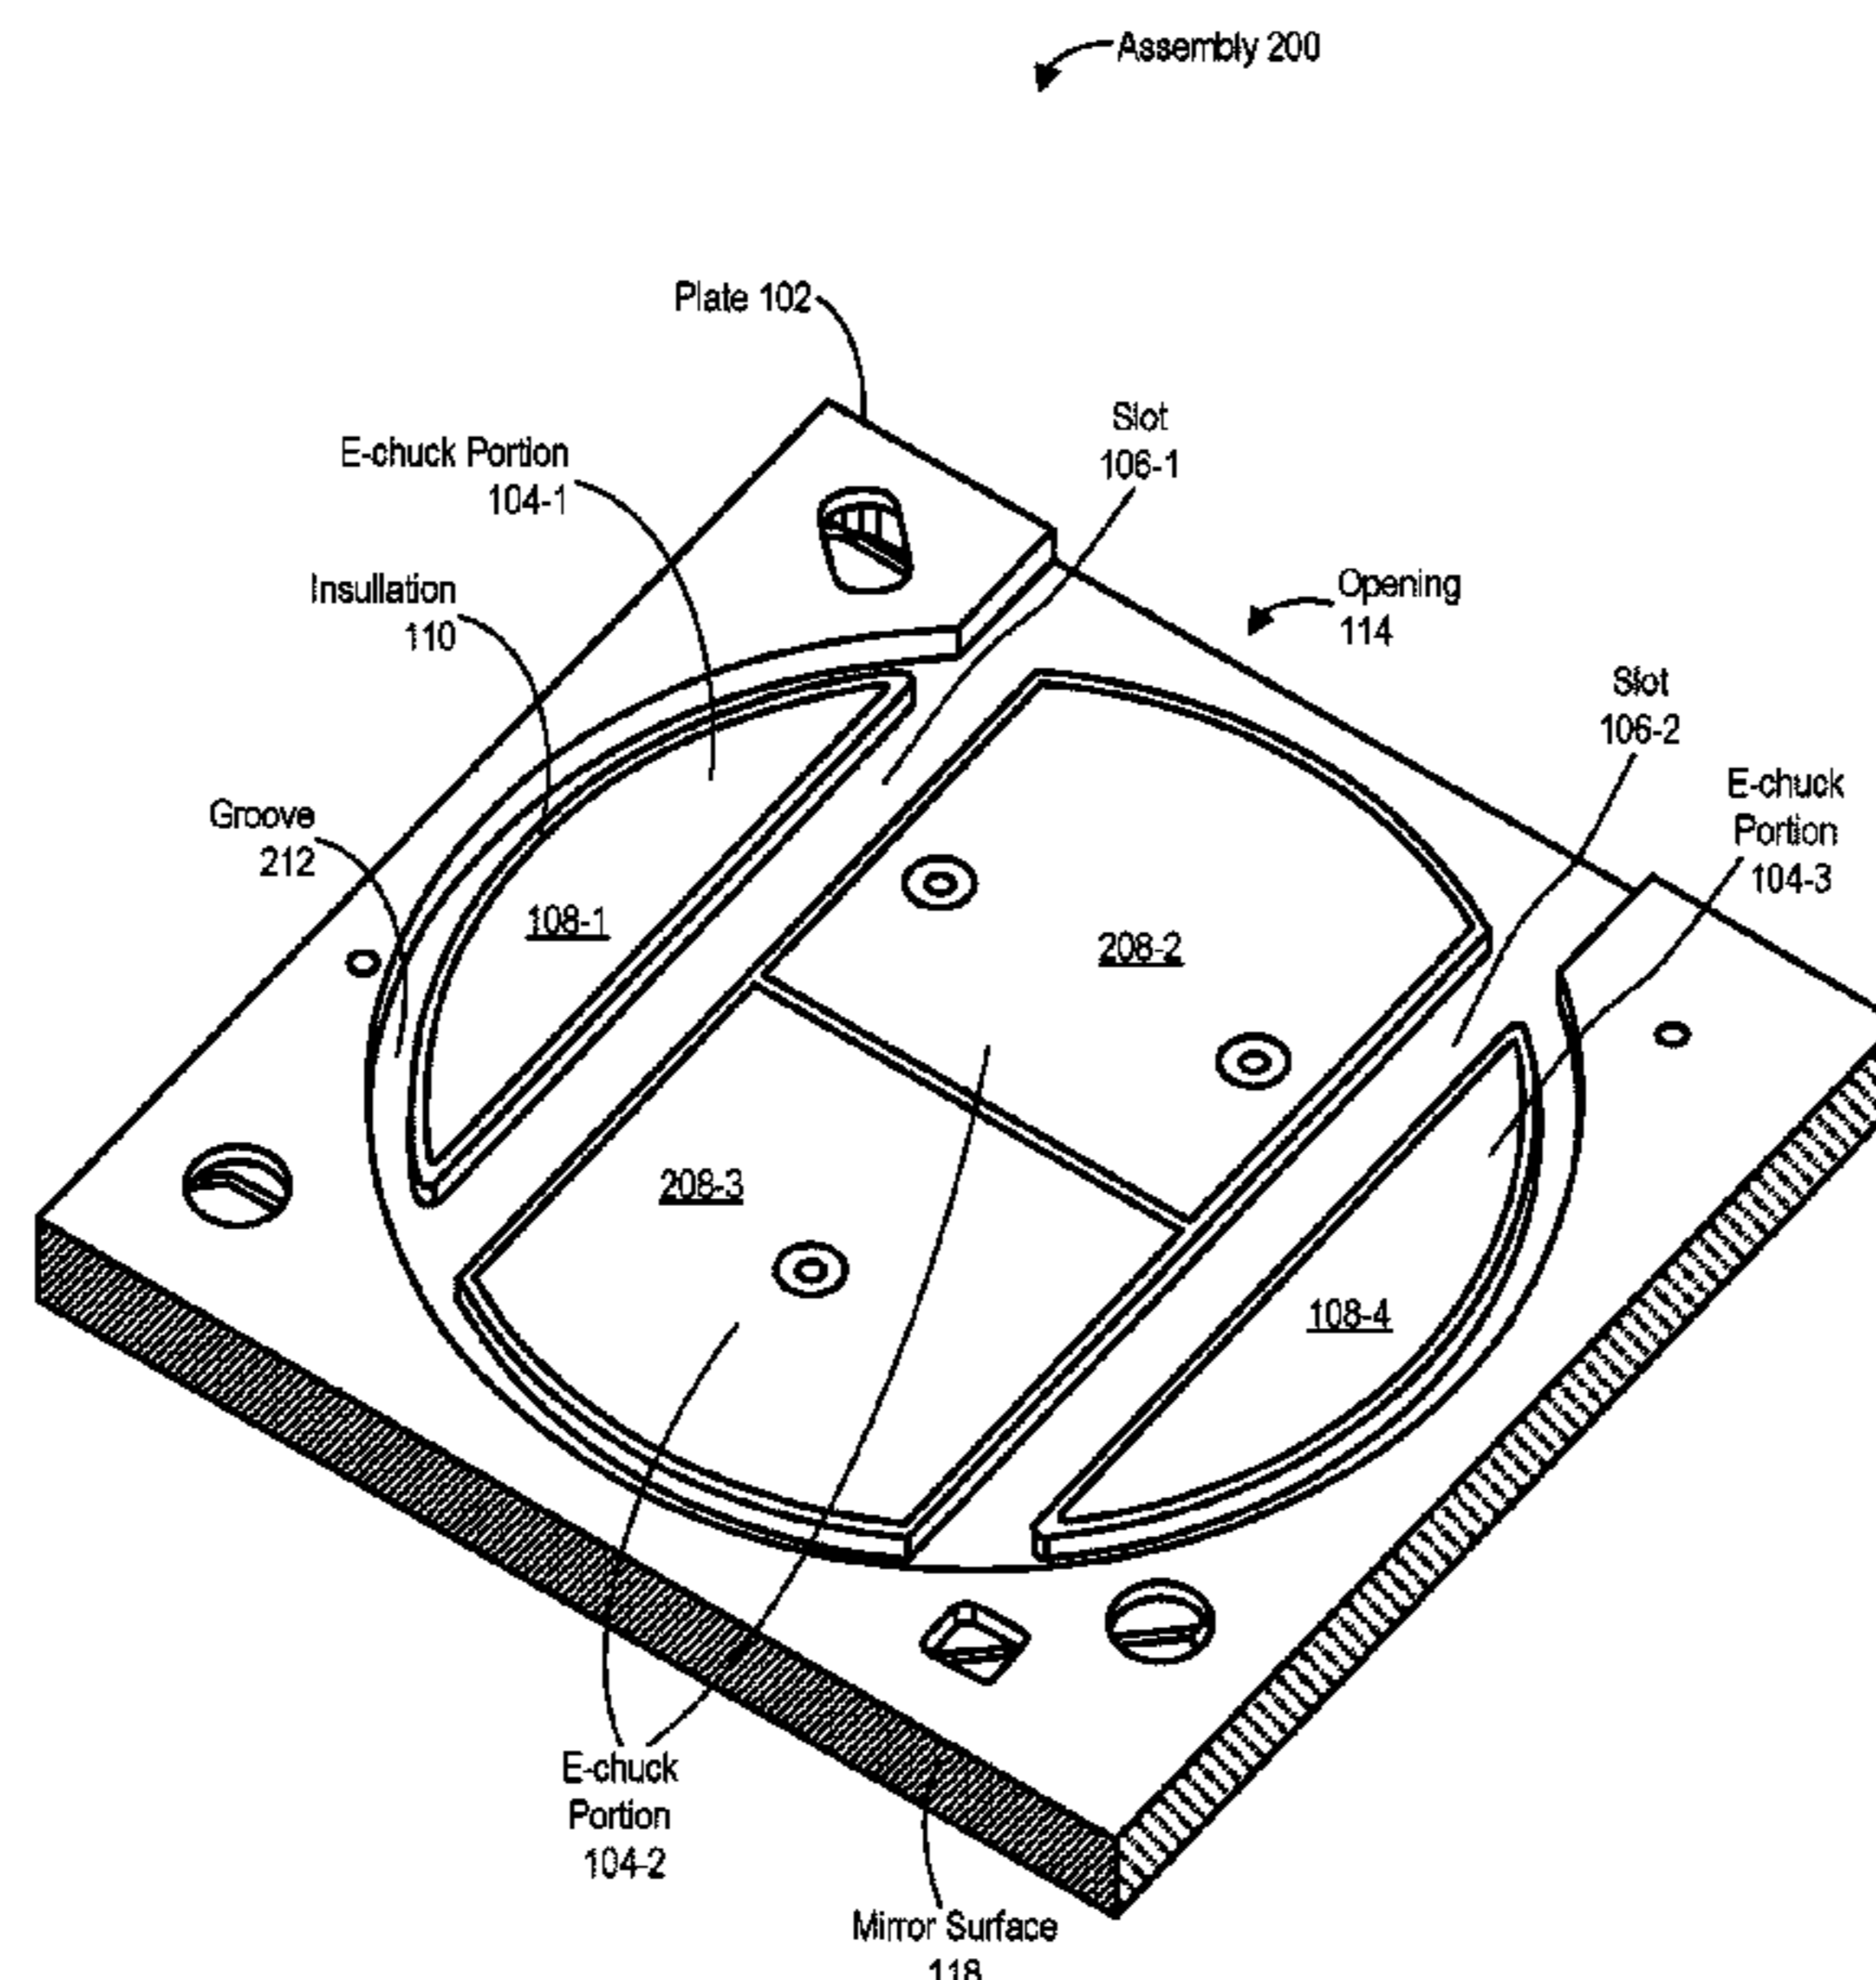 Assembly 200
Plate 102
Slot
106-1
E-chuck Portion
104-1
Insullation
110
Opening
114
Slot
106-2
E-chuck
Portion
104-3
Groove
212
108-1
208-2
208-3
108-4
E-chuck
Portion
104-2
Mirror Surface
118